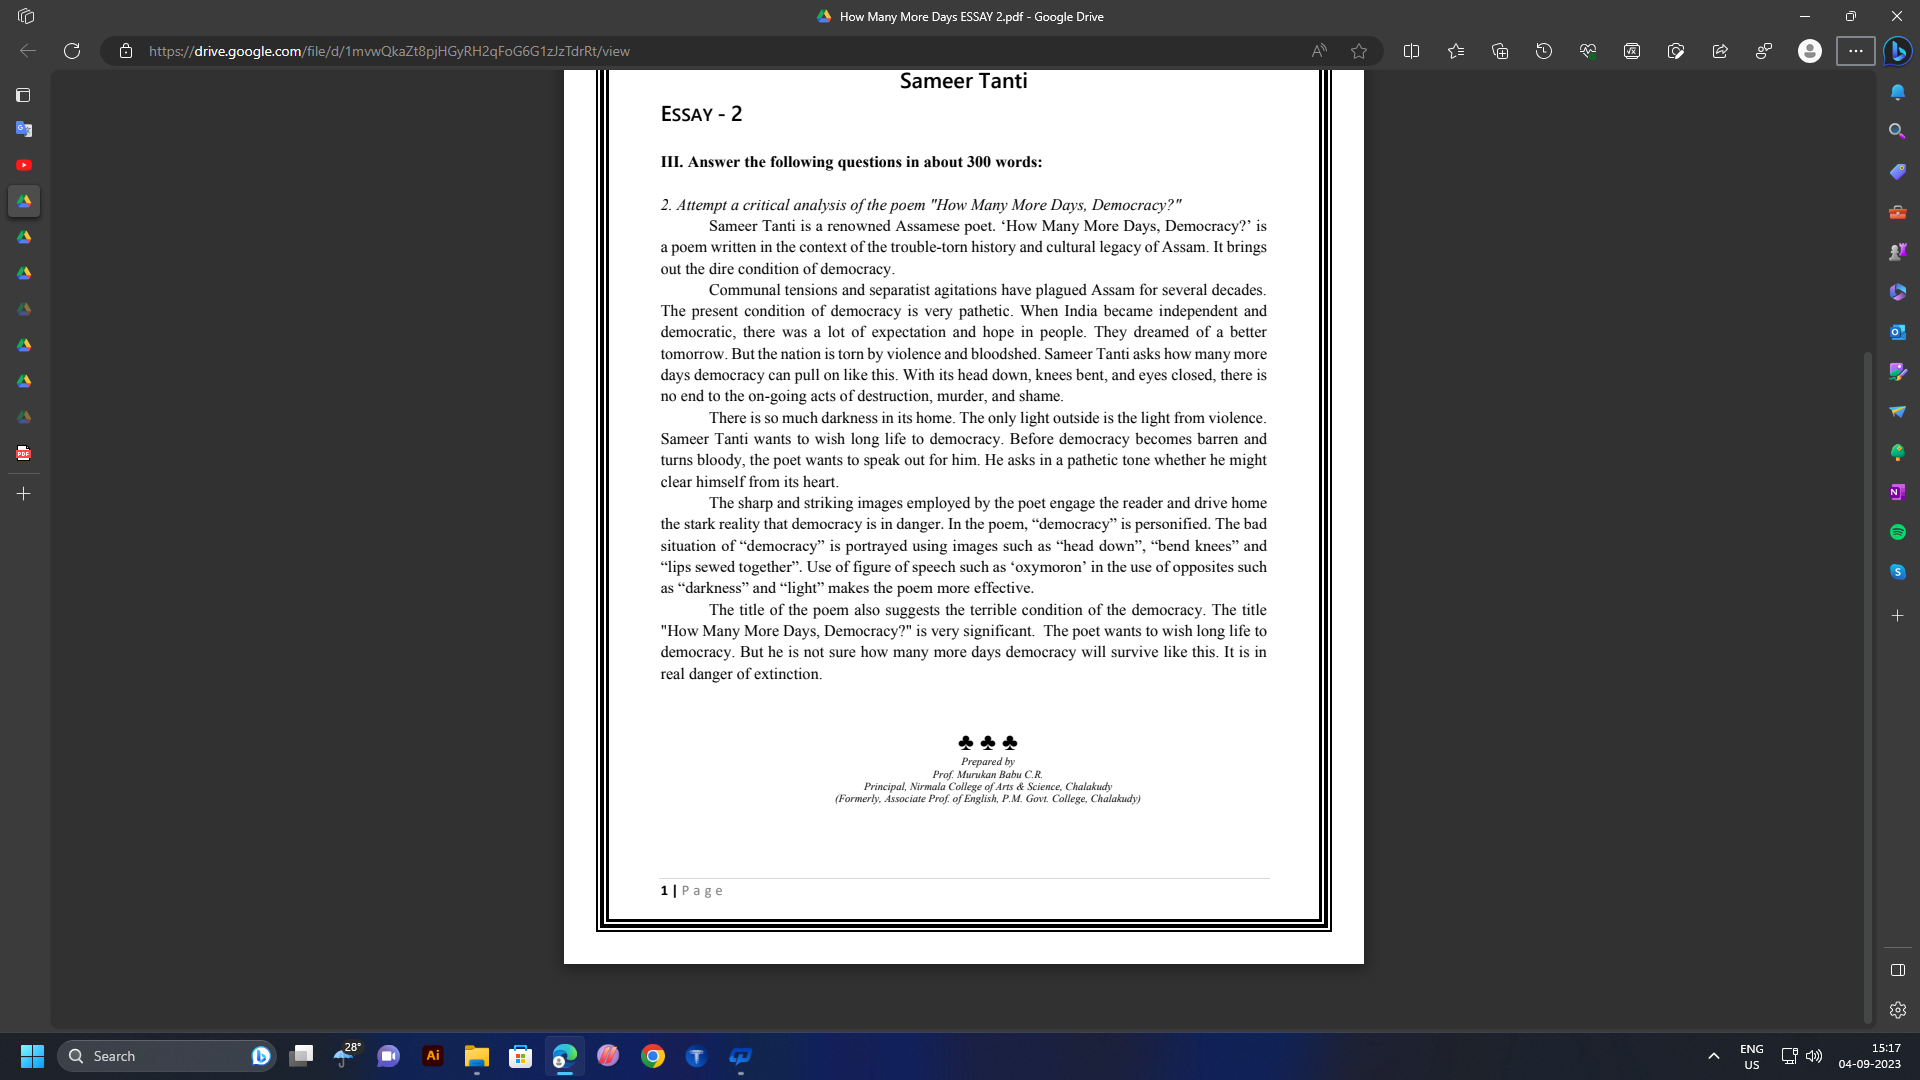 How Many More Days ESSAY 2.pdf - Google Drive
https://drive.google.com/file/d/1mvwQkaZt8pjHGyRH2qFoG6G1zJzTdrRt/view
Sameer Tanti
ESSAY - 2
III. Answer the following questions in about 300 words:
2. Attempt a critical analysis of the poem "How Many More Days, Democracy?"
Sameer Tanti is a renowned Assamese poet. ‘How Many More Days, Democracy?’ is
a poem written in the context of the trouble-torn history and cultural legacy of Assam. It brings
out the dire condition of democracy.
Communal tensions and separatist agitations have plagued Assam for several decades.
The present condition of democracy is very pathetic. When India became independent and
democratic, there was a lot of expectation and hope in people. They dreamed of a better
tomorrow. But the nation is torn by violence and bloodshed. Sameer Tanti asks how many more
days democracy can pull on like this. With its head down, knees bent, and eyes closed, there is
no end to the on-going acts of destruction, murder, and shame.
There is so much darkness in its home. The only light outside is the light from violence.
Sameer Tanti wants to wish long life to democracy. Before democracy becomes barren and
turns bloody, the poet wants to speak out for him. He asks in a pathetic tone whether he might
clear himself from its heart.
The sharp and striking images employed by the poet engage the reader and drive home
the stark reality that democracy is in danger. In the poem, “democracy” is personified. The bad
situation of “democracy” is portrayed using images such as “head down”, “bend knees” and
“lips sewed together”. Use of figure of speech such as ‘oxymoron’ in the use of opposites such
as “darkness” and “light” makes the poem more effective.
The title of the poem also suggests the terrible condition of the democracy. The title
"How Many More Days, Democracy?" is very significant. The poet wants to wish long life to
democracy. But he is not sure how many more days democracy will survive like this. It is in
real danger of extinction.
♣ ♣ ♣
Prepared by
Prof. Murukan Babu C.R.
Principal, Nirmala College of Arts & Science, Chalakudy
(Formerly, Associate Prof. of English, P.M. Govt. College, Chalakudy)
1 | Page
Search
28°
Ai
ENG
US
15:17
04-09-2023